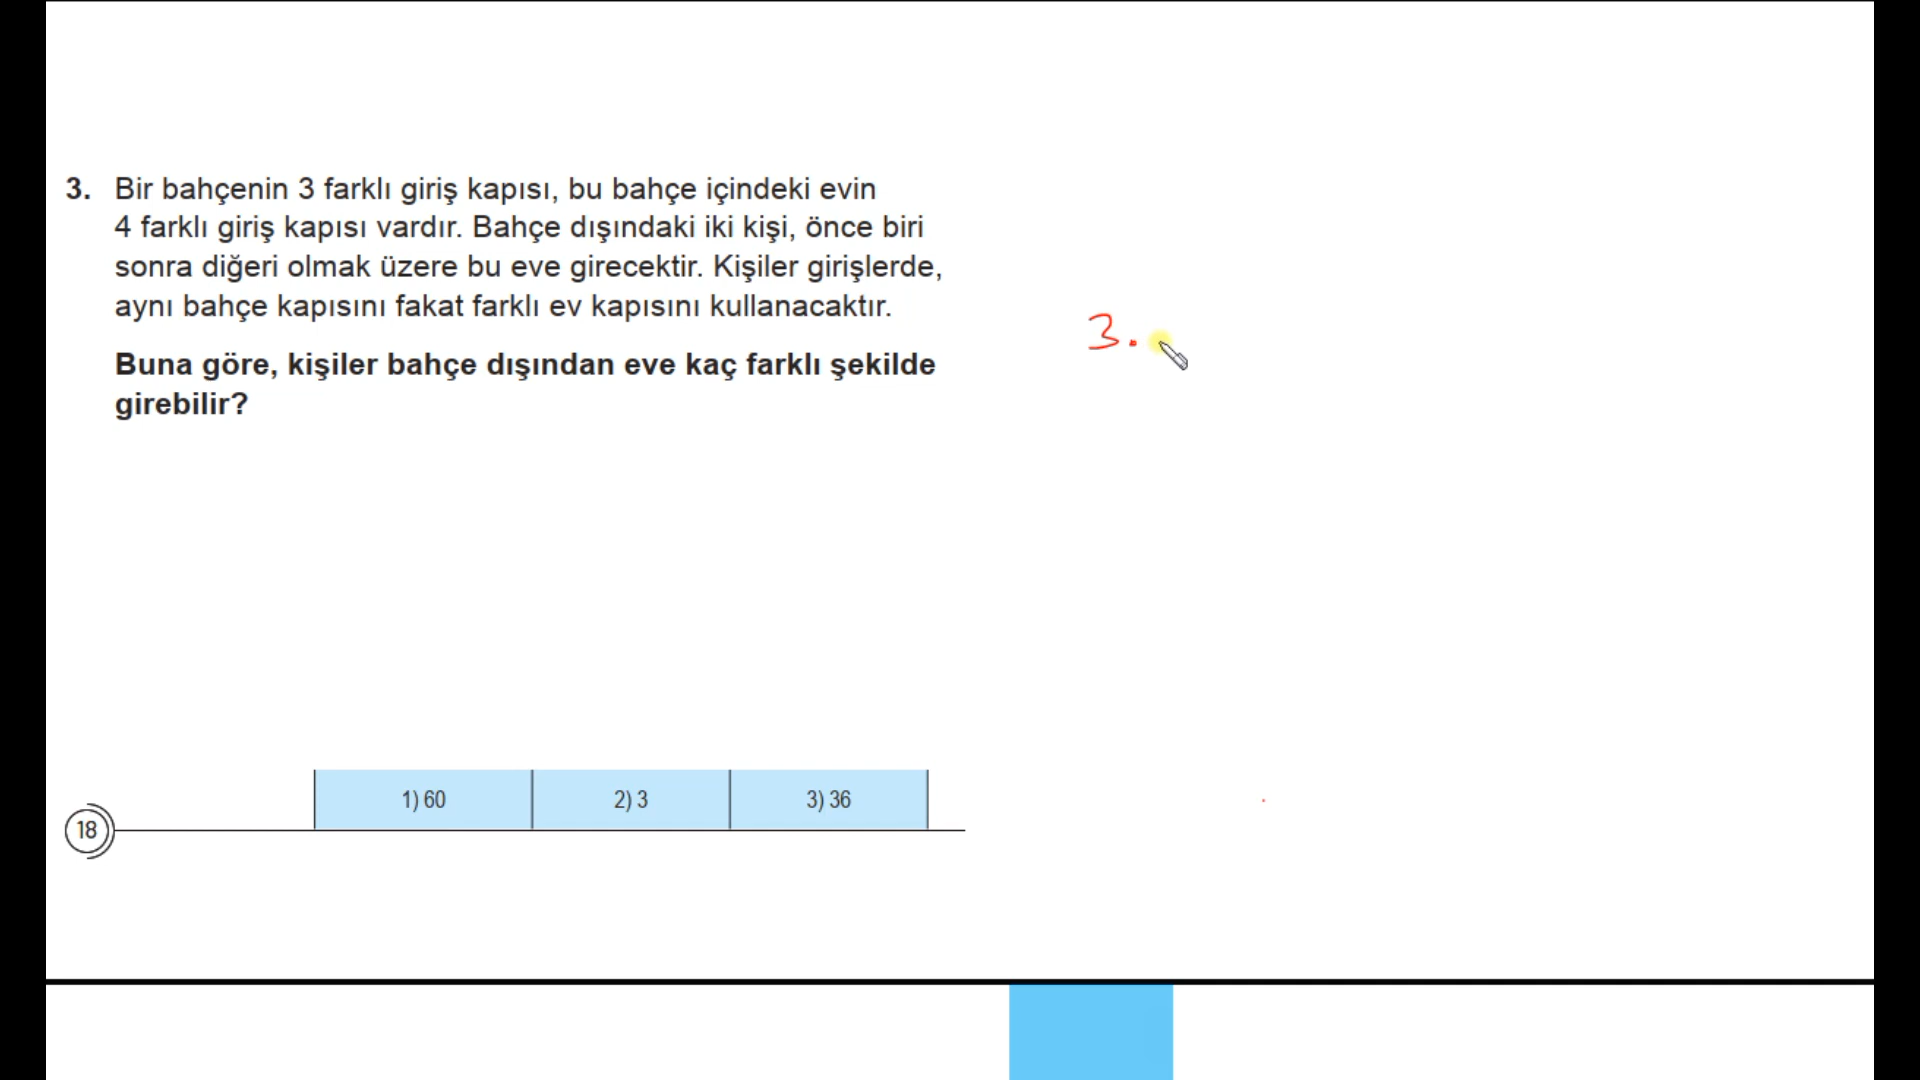 3. Bir bahçenin 3 farklı giriş kapısı, bu bahçe içindeki evin
4 farklı giriş kapısı vardır. Bahçe dışındaki iki kişi, önce biri
sonra diğeri olmak üzere bu eve girecektir. Kişiler girişlerde,
aynı bahçe kapısını fakat farklı ev kapısını kullanacaktır.
Buna göre, kişiler bahçe dışından eve kaç farklı şekilde
girebilir?
3.
1) 60 2) 3 3) 36
18